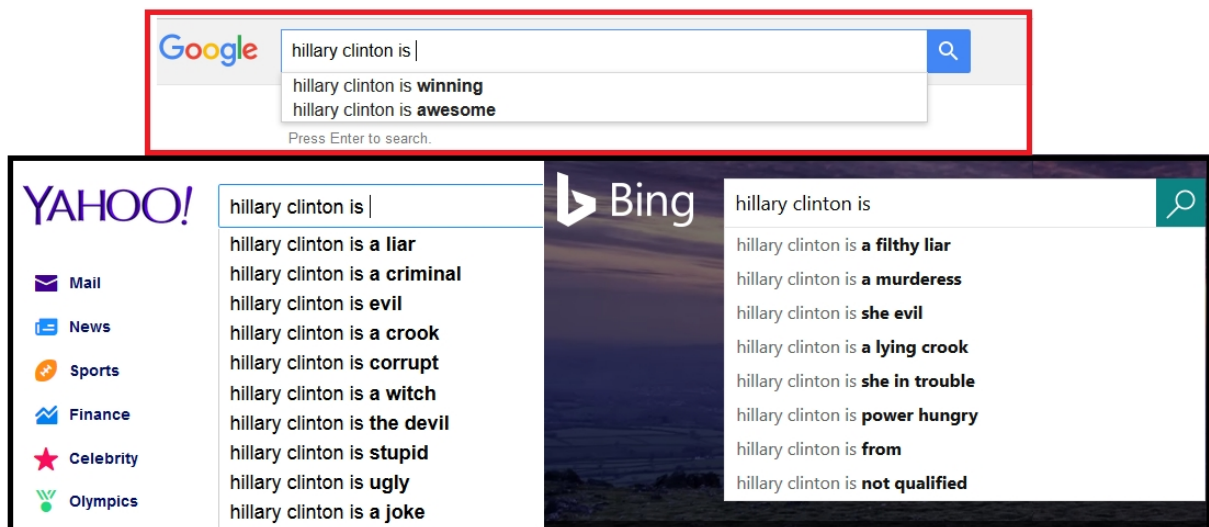 Google
hillary clinton is
hillary clinton is winning
hillary clinton is awesome
Press Enter to search.
YAHOO!
hillary clinton is
hillary clinton is a liar
hillary clinton is a criminal
hillary clinton is evil
hillary clinton is a crook
hillary clinton is corrupt
hillary clinton is a witch
hillary clinton is the devil
hillary clinton is stupid
hillary clinton is ugly
hillary clinton is a joke
Mail
News
Sports
Finance
Celebrity
Olympics
Bing
hillary clinton is
hillary clinton is a filthy liar
hillary clinton is a murderess
hillary clinton is she evil
hillary clinton is a lying crook
hillary clinton is she in trouble
hillary clinton is power hungry
hillary clinton is from
hillary clinton is not qualified